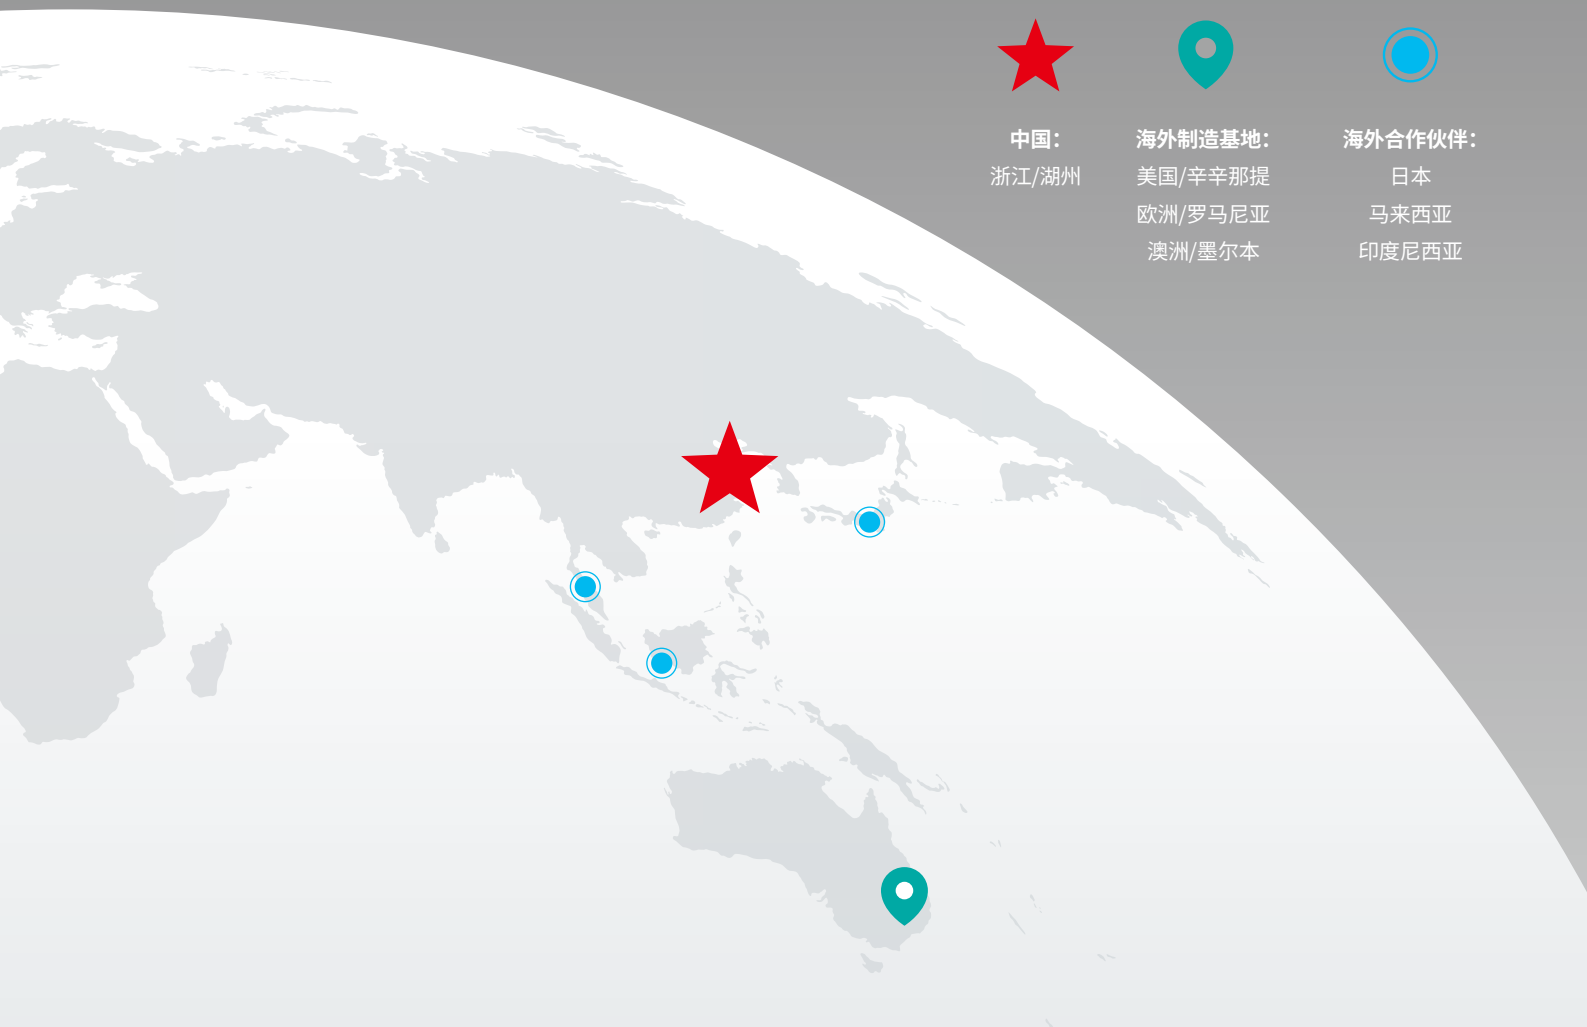 中国：
浙江/湖州
海外制造基地：
美国/辛辛那提
欧洲/罗马尼亚
澳洲/墨尔本
海外合作伙伴：
日本
马来西亚
印度尼西亚